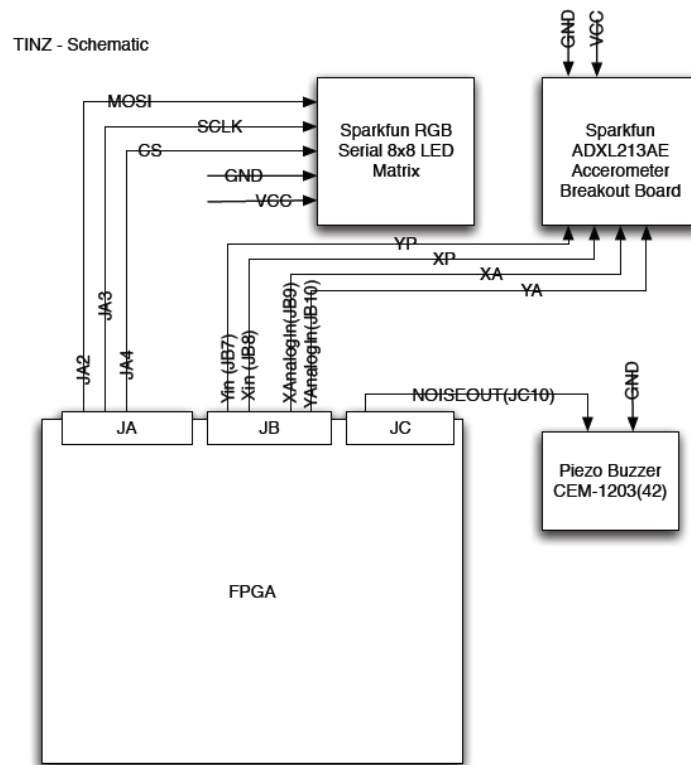 TINZ - Schematic
GND
VCC
MOSI
SCLK
CS
GND
VCC
Sparkfun RGB
Serial 8x8 LED
Matrix
Sparkfun
ADXL213AE
Accerometer
Breakout Board
YP
XP
XA
YA
JA2
JA3
JA4
Yin (JB7)
Xin (JB8)
XAnalogIn(JB9)
YAnalogIn(JB10)
NOISEOUT(JC10)
GND
JA
JB
JC
Piezo Buzzer
CEM-1203(42)
FPGA